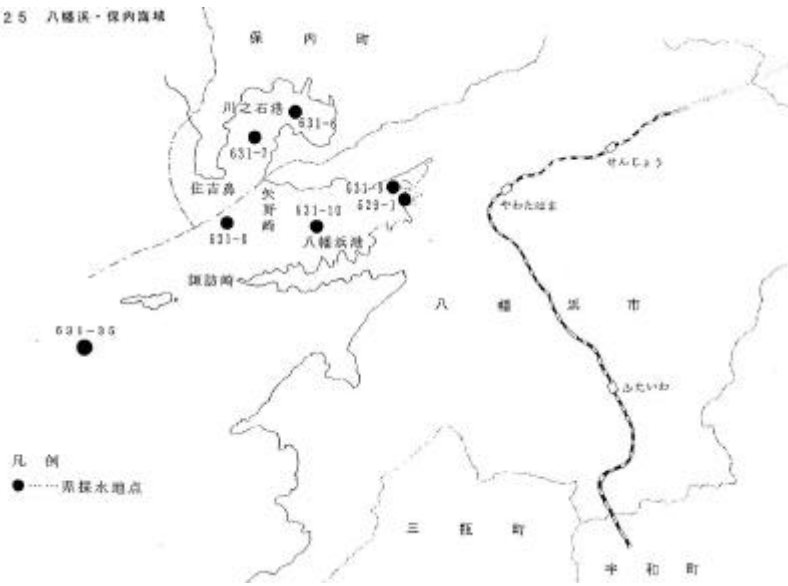 25 八幡浜・保内海域
保内町
川之石港
631-6
631-7
せんじょう
住吉鼻
矢野崎
631-9
629-1
やわたはま
631-10
631-8
八幡浜港
諏訪崎
八幡浜市
631-35
ふたいわ
凡例
●……県採水地点
三瓶町
宇和町